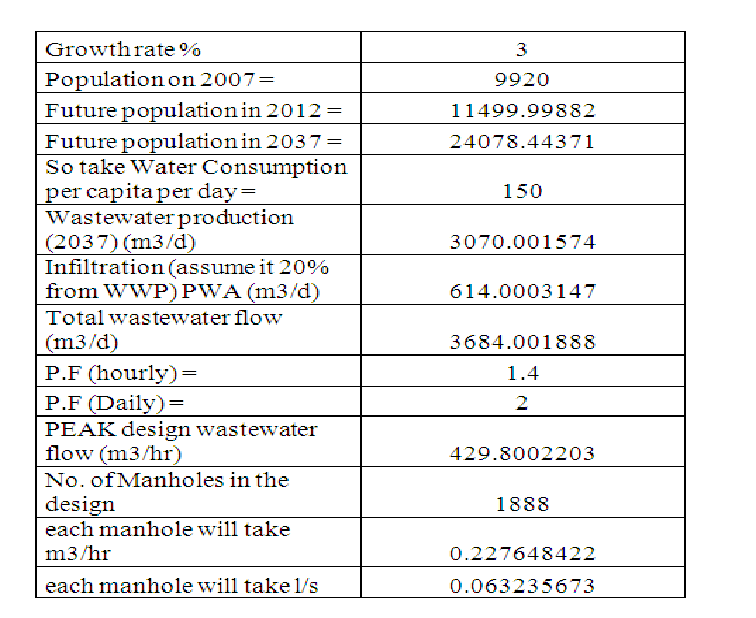 Growth rate % 3
Population on 2007 = 9920
Future population in 2012 = 11499.99882
Future population in 2037 = 24078.44371
So take Water Consumption
per capita per day = 150
Wastewater production
(2037) (m3/d) 3070.001574
Infiltration (assume it 20%
from WWP) PWA (m3/d) 614.0003147
Total wastewater flow
(m3/d) 3684.001888
P.F (hourly) = 1.4
P.F (Daily) = 2
PEAK design wastewater
flow (m3/hr) 429.8002203
No. of Manholes in the
design 1888
each manhole will take
m3/hr 0.227648422
each manhole will take l/s 0.063235673